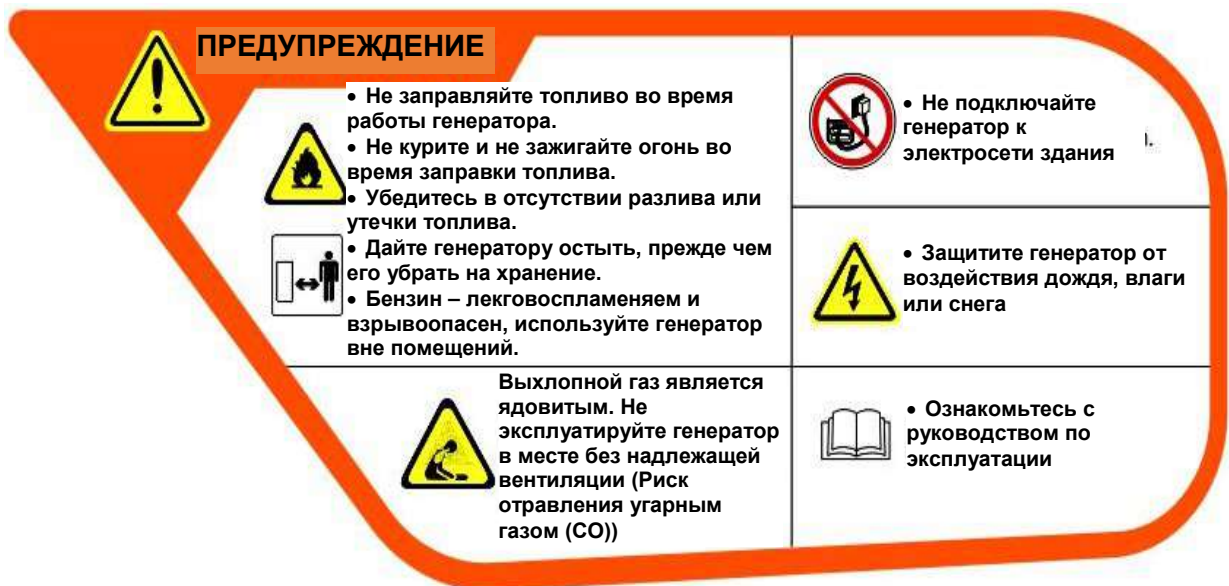 ПРЕДУПРЕЖДЕНИЕ
• Не заправляйте топливо во время
работы генератора.
• Не курите и не зажигайте огонь во
время заправки топлива.
• Убедитесь в отсутствии разлива или
утечки топлива.
• Дайте генератору остыть, прежде чем
его убрать на хранение.
• Бензин – лекговоспламеняем и
взрывоопасен, используйте генератор
вне помещений.
Выхлопной газ является
ядовитым. Не
эксплуатируйте генератор
в месте без надлежащей
вентиляции (Риск
отравления угарным
газом (СО))
• Не подключайте
генератор к
электросети здания
• Защитите генератор от
воздействия дождя, влаги
или снега
• Ознакомьтесь с
руководством по
эксплуатации